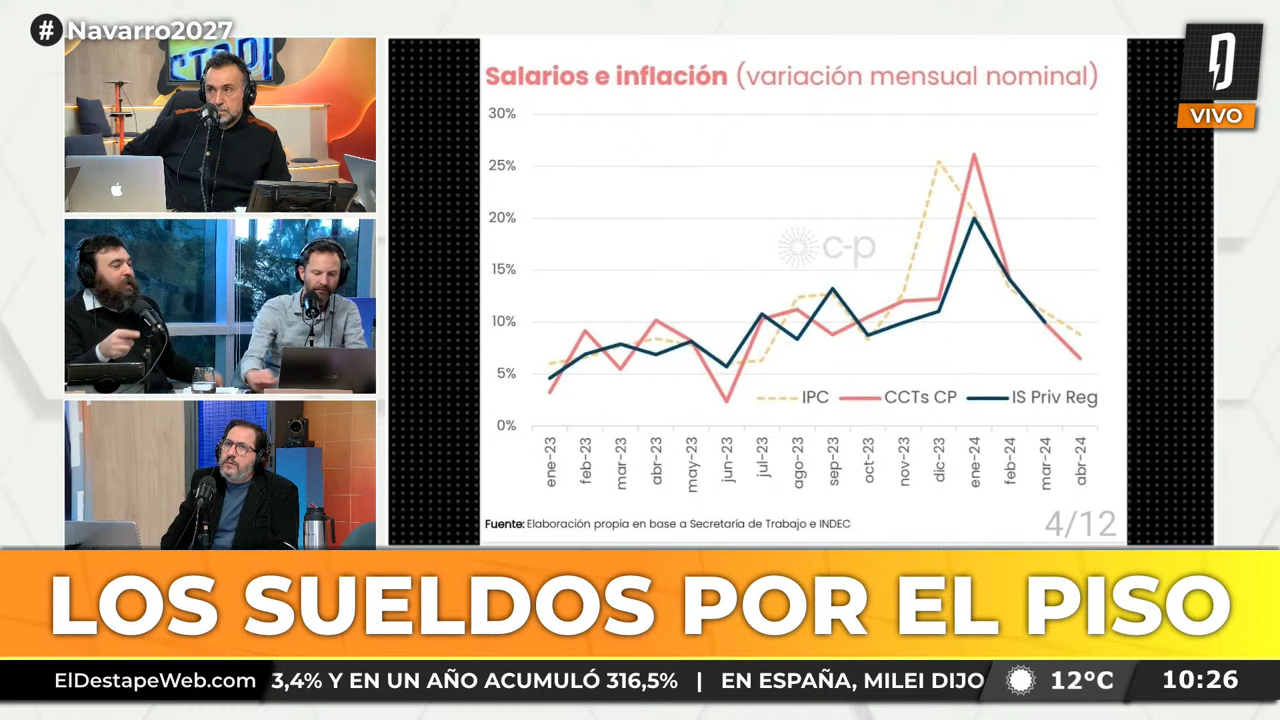 # Navarro2027
VIVO
Salarios e inflación (variación mensual nominal)
30%
25%
20%
15%
10%
5%
0%
c-p
IPC
CCTs CP
IS Priv Reg
ene-23
feb-23
mar-23
abr-23
may-23
jun-23
jul-23
ago-23
sep-23
oct-23
nov-23
dic-23
ene-24
feb-24
mar-24
abr-24
Fuente: Elaboración propia en base a Secretaría de Trabajo e INDEC
4/12
LOS SUELDOS POR EL PISO
ElDestapeWeb.com
3,4% Y EN UN AÑO ACUMULÓ 316,5% | EN ESPAÑA, MILEI DIJO
12°C
10:26